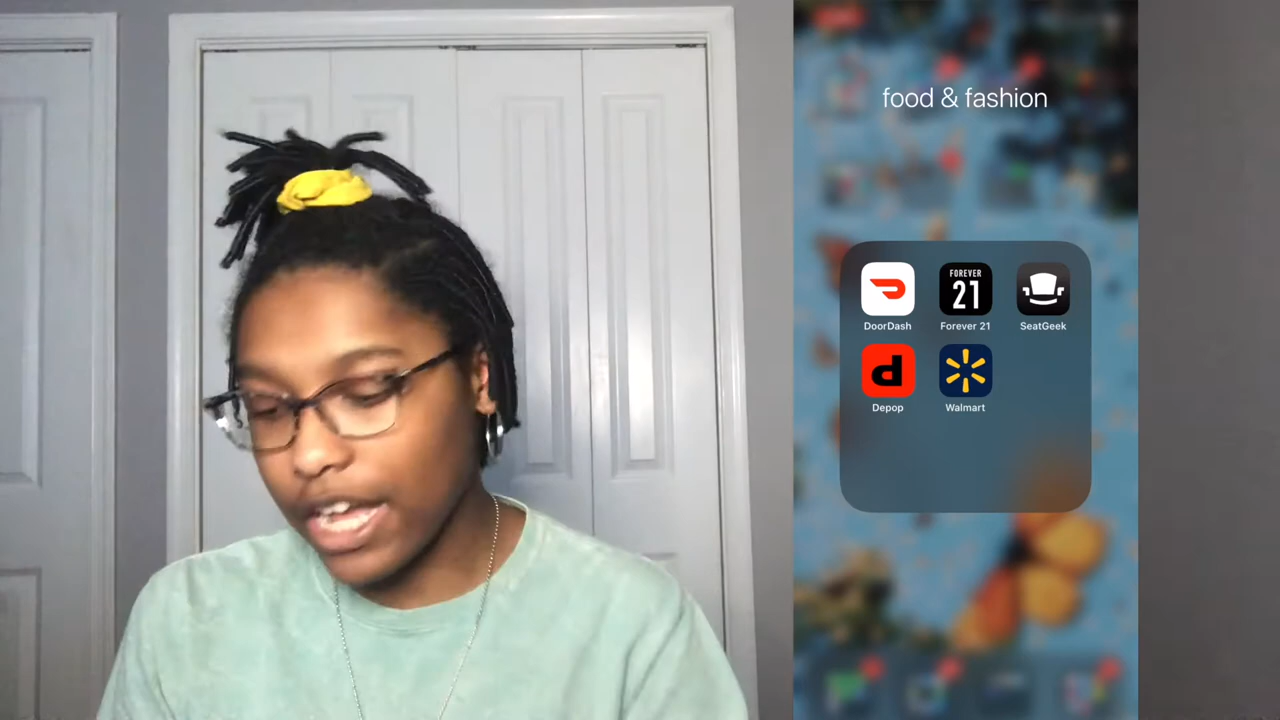 food & fashion
FOREVER
21
DoorDash
Forever 21
SeatGeek
d
Depop
Walmart